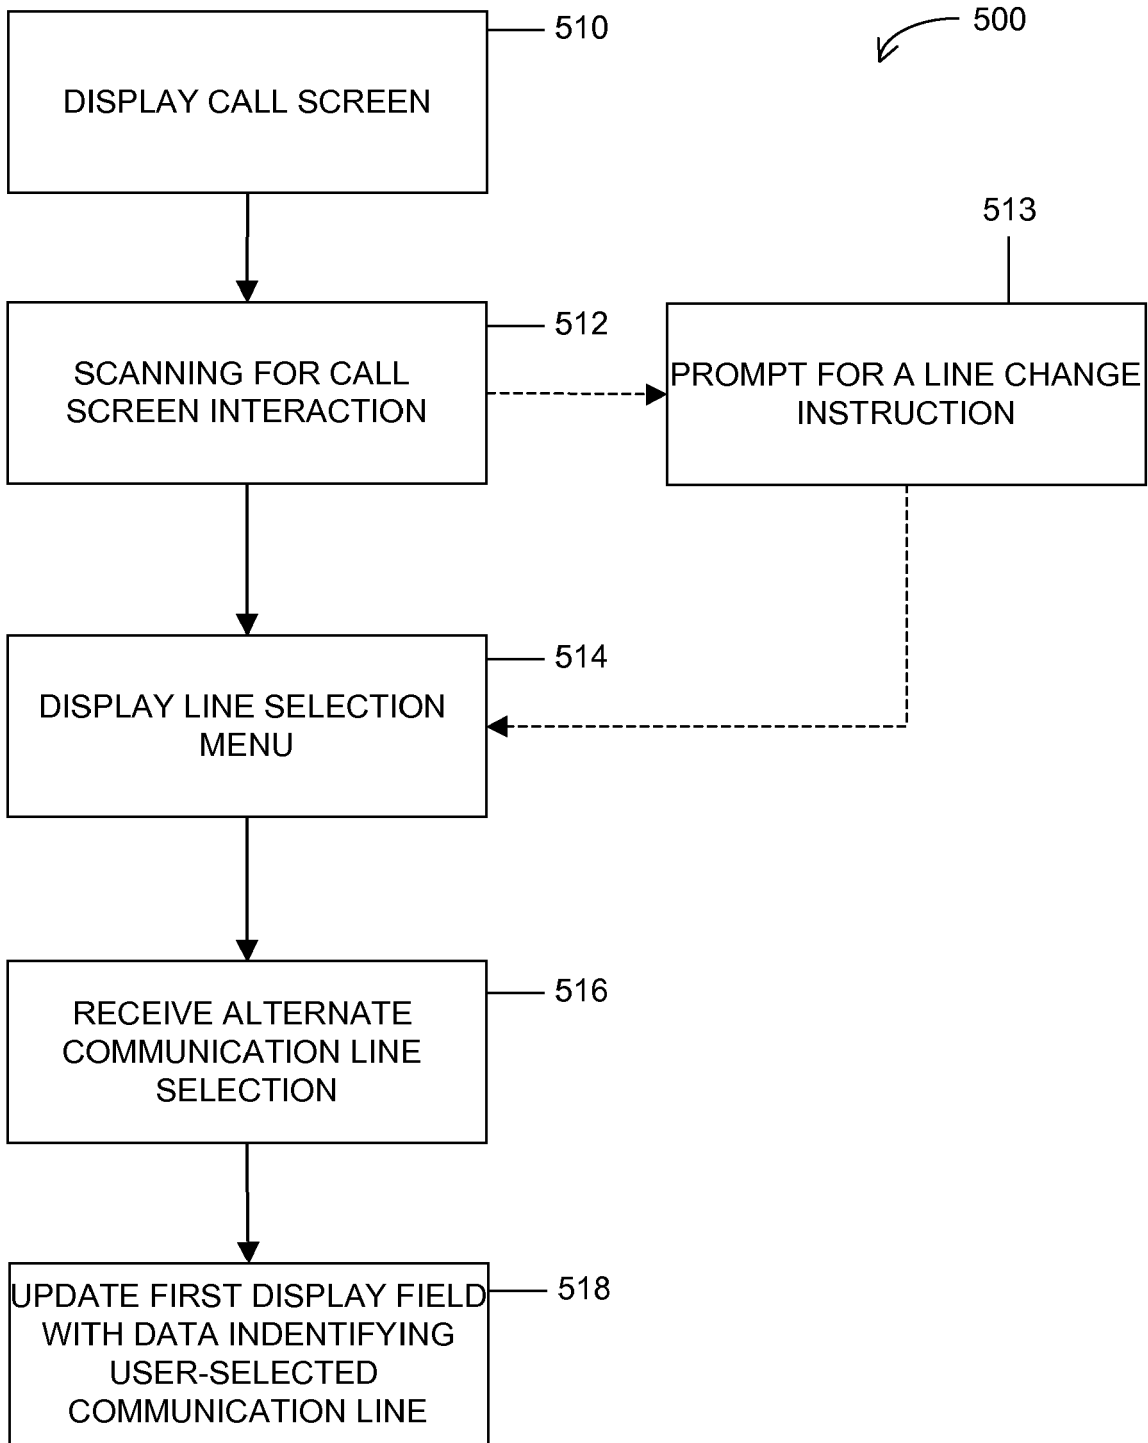 510
500
DISPLAY CALL SCREEN
513
512
SCANNING FOR CALL
SCREEN INTERACTION
PROMPT FOR A LINE CHANGE
INSTRUCTION
514
DISPLAY LINE SELECTION
MENU
516
RECEIVE ALTERNATE
COMMUNICATION LINE
SELECTION
518
UPDATE FIRST DISPLAY FIELD
WITH DATA INDENTIFYING
USER-SELECTED
COMMUNICATION LINE